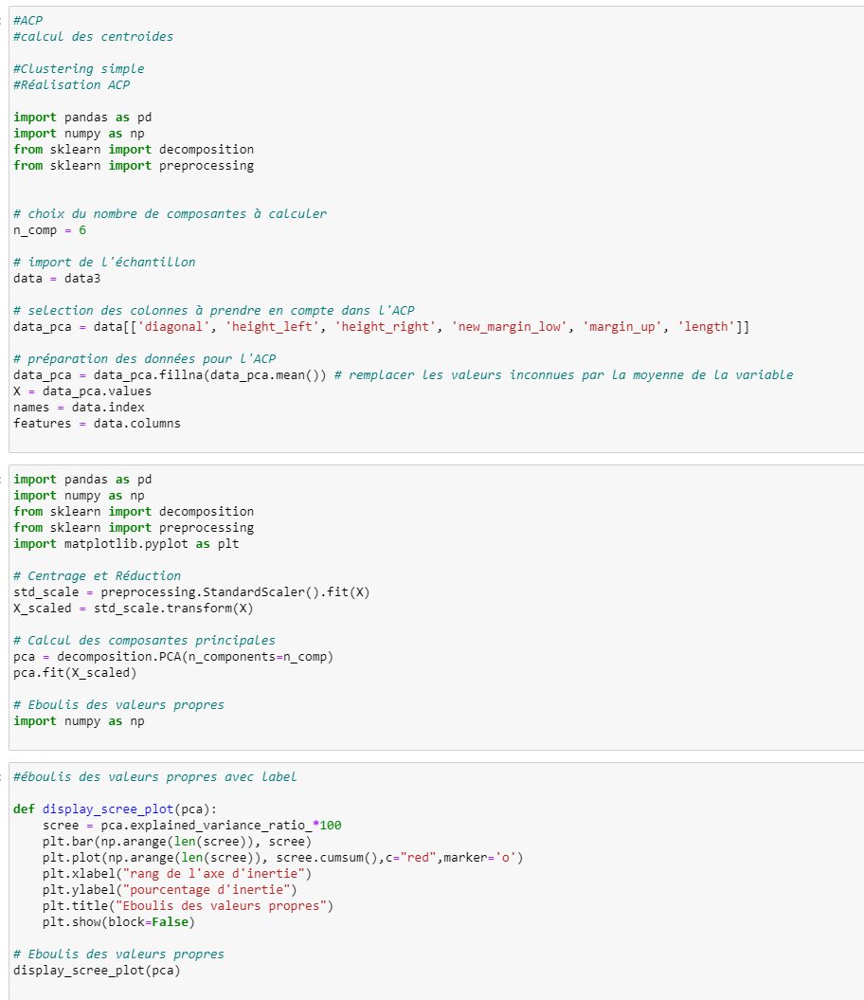 #ACP
#calcul des centroides
#Clustering simple
#Réalisation ACP
import pandas as pd
import numpy as np
from sklearn import decomposition
from sklearn import preprocessing
# choix du nombre de composantes à calculer
n_comp = 6
# import de l'échantillon
data = data3
# selection des colonnes à prendre en compte dans l'ACP
data_pca = data[['diagonal', 'height_left', 'height_right', 'new_margin_low', 'margin_up', 'length']]
# préparation des données pour l'ACP
data_pca = data_pca.fillna(data_pca.mean()) # remplacer les valeurs inconnues par la moyenne de la variable
X = data_pca.values
names = data.index
features = data.columns
import pandas as pd
import numpy as np
from sklearn import decomposition
from sklearn import preprocessing
import matplotlib.pyplot as plt
# Centrage et Réduction
std_scale = preprocessing.StandardScaler().fit(X)
X_scaled = std_scale.transform(X)
# Calcul des composantes principales
pca = decomposition.PCA(n_components=n_comp)
pca.fit(X_scaled)
# Eboulis des valeurs propres
import numpy as np
#éboulis des valeurs propres avec label
def display_scree_plot(pca):
    scree = pca.explained_variance_ratio_*100
    plt.bar(np.arange(len(scree)), scree)
    plt.plot(np.arange(len(scree)), scree.cumsum(),c="red",marker='o')
    plt.xlabel("rang de l'axe d'inertie")
    plt.ylabel("pourcentage d'inertie")
    plt.title("Eboulis des valeurs propres")
    plt.show(block=False)
# Eboulis des valeurs propres
display_scree_plot(pca)